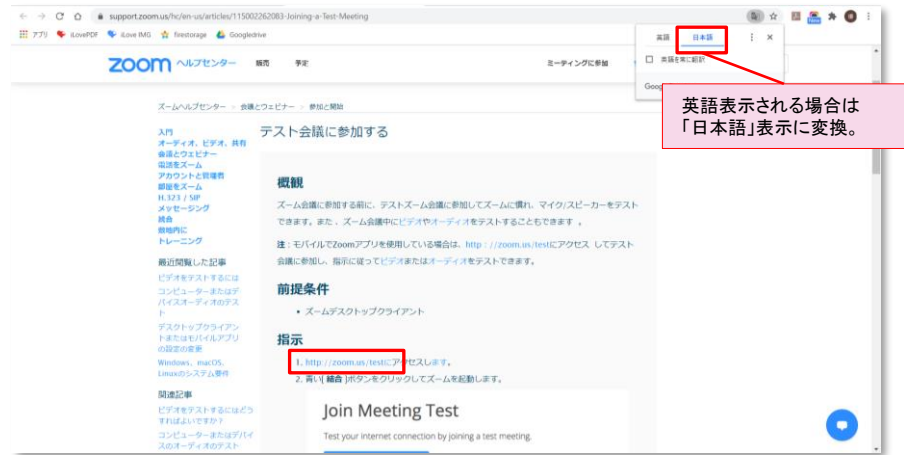 support.zoom.us/hc/en-us/articles/115002262083-Joining-a-Test-Meeting
アプリ iLovePDF iLove IMG firestorage Googledrive
英語 日本語
英語を常に翻訳
zoom ヘルプセンター 販売 予定 ミーティングに参加
英語表示される場合は
「日本語」表示に変換。
ズームヘルプセンター 会議とウェビナー 参加と開始
入門
オーディオ、ビデオ、共有
会議とウェビナー
電話をズーム
アカウントと管理者
部屋をズーム
H.323 / SIP
メッセージング
統合
敷地内に
トレーニング
最近閲覧した記事
ビデオをテストするには
コンピューターまたはデ
バイスオーディオのテス
ト
デスクトップクライアン
トまたはモバイルアプリ
の設定の変更
Windows、macOS、
Linuxのシステム要件
関連記事
ビデオをテストするにはどう
すればよいですか?
コンピューターまたはデバイ
スのオーディオのテスト
テスト会議に参加する
概観
ズーム会議に参加する前に、テストズーム会議に参加してズームに慣れ、マイク/スピーカーをテスト
できます。また 、ズーム会議中にビデオやオーディオをテストすることもできます 。
注:モバイルでZoomアプリを使用している場合は、http://zoom.us/testにアクセス してテスト
会議に参加し、指示に従ってビデオまたはオーディオをテストできます。
前提条件
• ズームデスクトップクライアント
指示
1. http://zoom.us/testにアクセスします。
2. 青い[ 結合 ]ボタンをクリックしてズームを起動します。
Join Meeting Test
Test your internet connection by joining a test meeting.